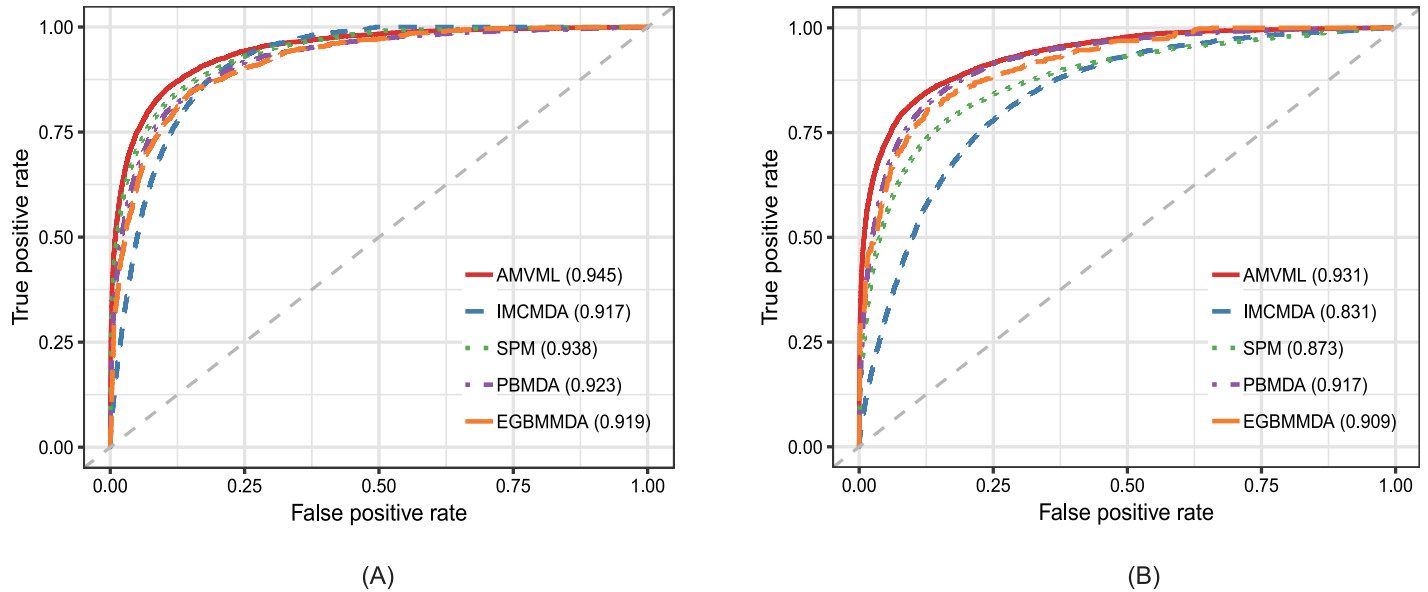 1.00
0.75
0.50
0.25
0.00
True positive rate
AMVML (0.945)
IMCMDA (0.917)
SPM (0.938)
PBMDA (0.923)
EGBMMDA (0.919)
0.00 0.25 0.50 0.75 1.00
False positive rate
(A)
1.00
0.75
0.50
0.25
0.00
True positive rate
AMVML (0.931)
IMCMDA (0.831)
SPM (0.873)
PBMDA (0.917)
EGBMMDA (0.909)
0.00 0.25 0.50 0.75 1.00
False positive rate
(B)